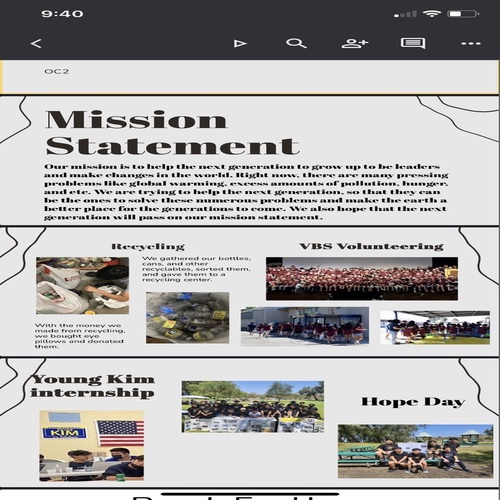 9:40
OC2
Mission
Statement
Our mission is to help the next generation to grow up to be leaders
and make changes in the world. Right now, there are many pressing
problems like global warming, excess amounts of pollution, hunger,
and etc. We are trying to help the next generation, so that they can
be the ones to solve these numerous problems and make the earth a
better place for the generations to come. We also hope that the next
generation will pass on our mission statement.
Recycling
We gathered our bottles,
cans, and other
recyclables, sorted them,
and gave them to a
recycling center.
With the money we
made from recycling,
we bought eye
pillows and donated
them.
VBS Volunteering
Young Kim
internship
KIM
Hope Day